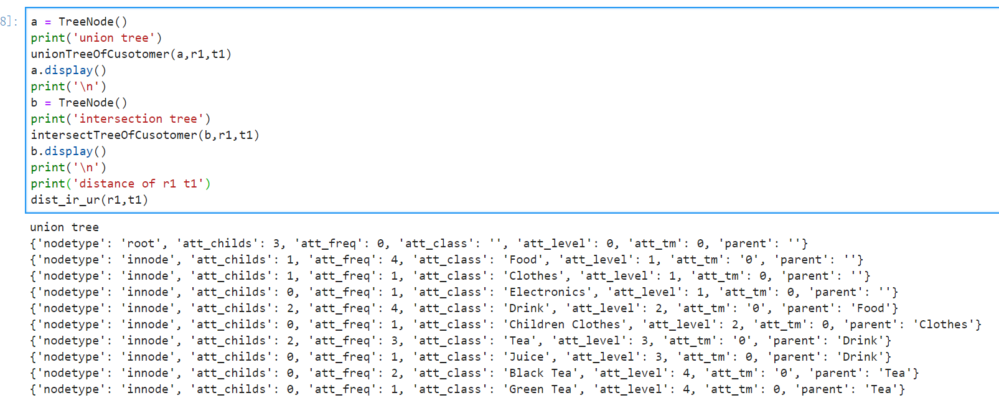 8]:
a = TreeNode()
print('union tree')
unionTreeOfCusotomer(a,r1,t1)
a.display()
print('\n')
b = TreeNode()
print('intersection tree')
intersectTreeOfCusotomer(b,r1,t1)
b.display()
print('\n')
print('distance of r1 t1')
dist_ir_ur(r1,t1)
union tree
{'nodetype': 'root', 'att_childs': 3, 'att_freq': 0, 'att_class': '', 'att_level': 0, 'att_tm': 0, 'parent': ''}
{'nodetype': 'innode', 'att_childs': 1, 'att_freq': 4, 'att_class': 'Food', 'att_level': 1, 'att_tm': '0', 'parent': ''}
{'nodetype': 'innode', 'att_childs': 1, 'att_freq': 1, 'att_class': 'Clothes', 'att_level': 1, 'att_tm': 0, 'parent': ''}
{'nodetype': 'innode', 'att_childs': 0, 'att_freq': 1, 'att_class': 'Electronics', 'att_level': 1, 'att_tm': 0, 'parent': ''}
{'nodetype': 'innode', 'att_childs': 2, 'att_freq': 4, 'att_class': 'Drink', 'att_level': 2, 'att_tm': '0', 'parent': 'Food'}
{'nodetype': 'innode', 'att_childs': 0, 'att_freq': 1, 'att_class': 'Children Clothes', 'att_level': 2, 'att_tm': 0, 'parent': 'Clothes'}
{'nodetype': 'innode', 'att_childs': 2, 'att_freq': 3, 'att_class': 'Tea', 'att_level': 3, 'att_tm': '0', 'parent': 'Drink'}
{'nodetype': 'innode', 'att_childs': 0, 'att_freq': 1, 'att_class': 'Juice', 'att_level': 3, 'att_tm': 0, 'parent': 'Drink'}
{'nodetype': 'innode', 'att_childs': 0, 'att_freq': 2, 'att_class': 'Black Tea', 'att_level': 4, 'att_tm': '0', 'parent': 'Tea'}
{'nodetype': 'innode', 'att_childs': 0, 'att_freq': 1, 'att_class': 'Green Tea', 'att_level': 4, 'att_tm': 0, 'parent': 'Tea'}